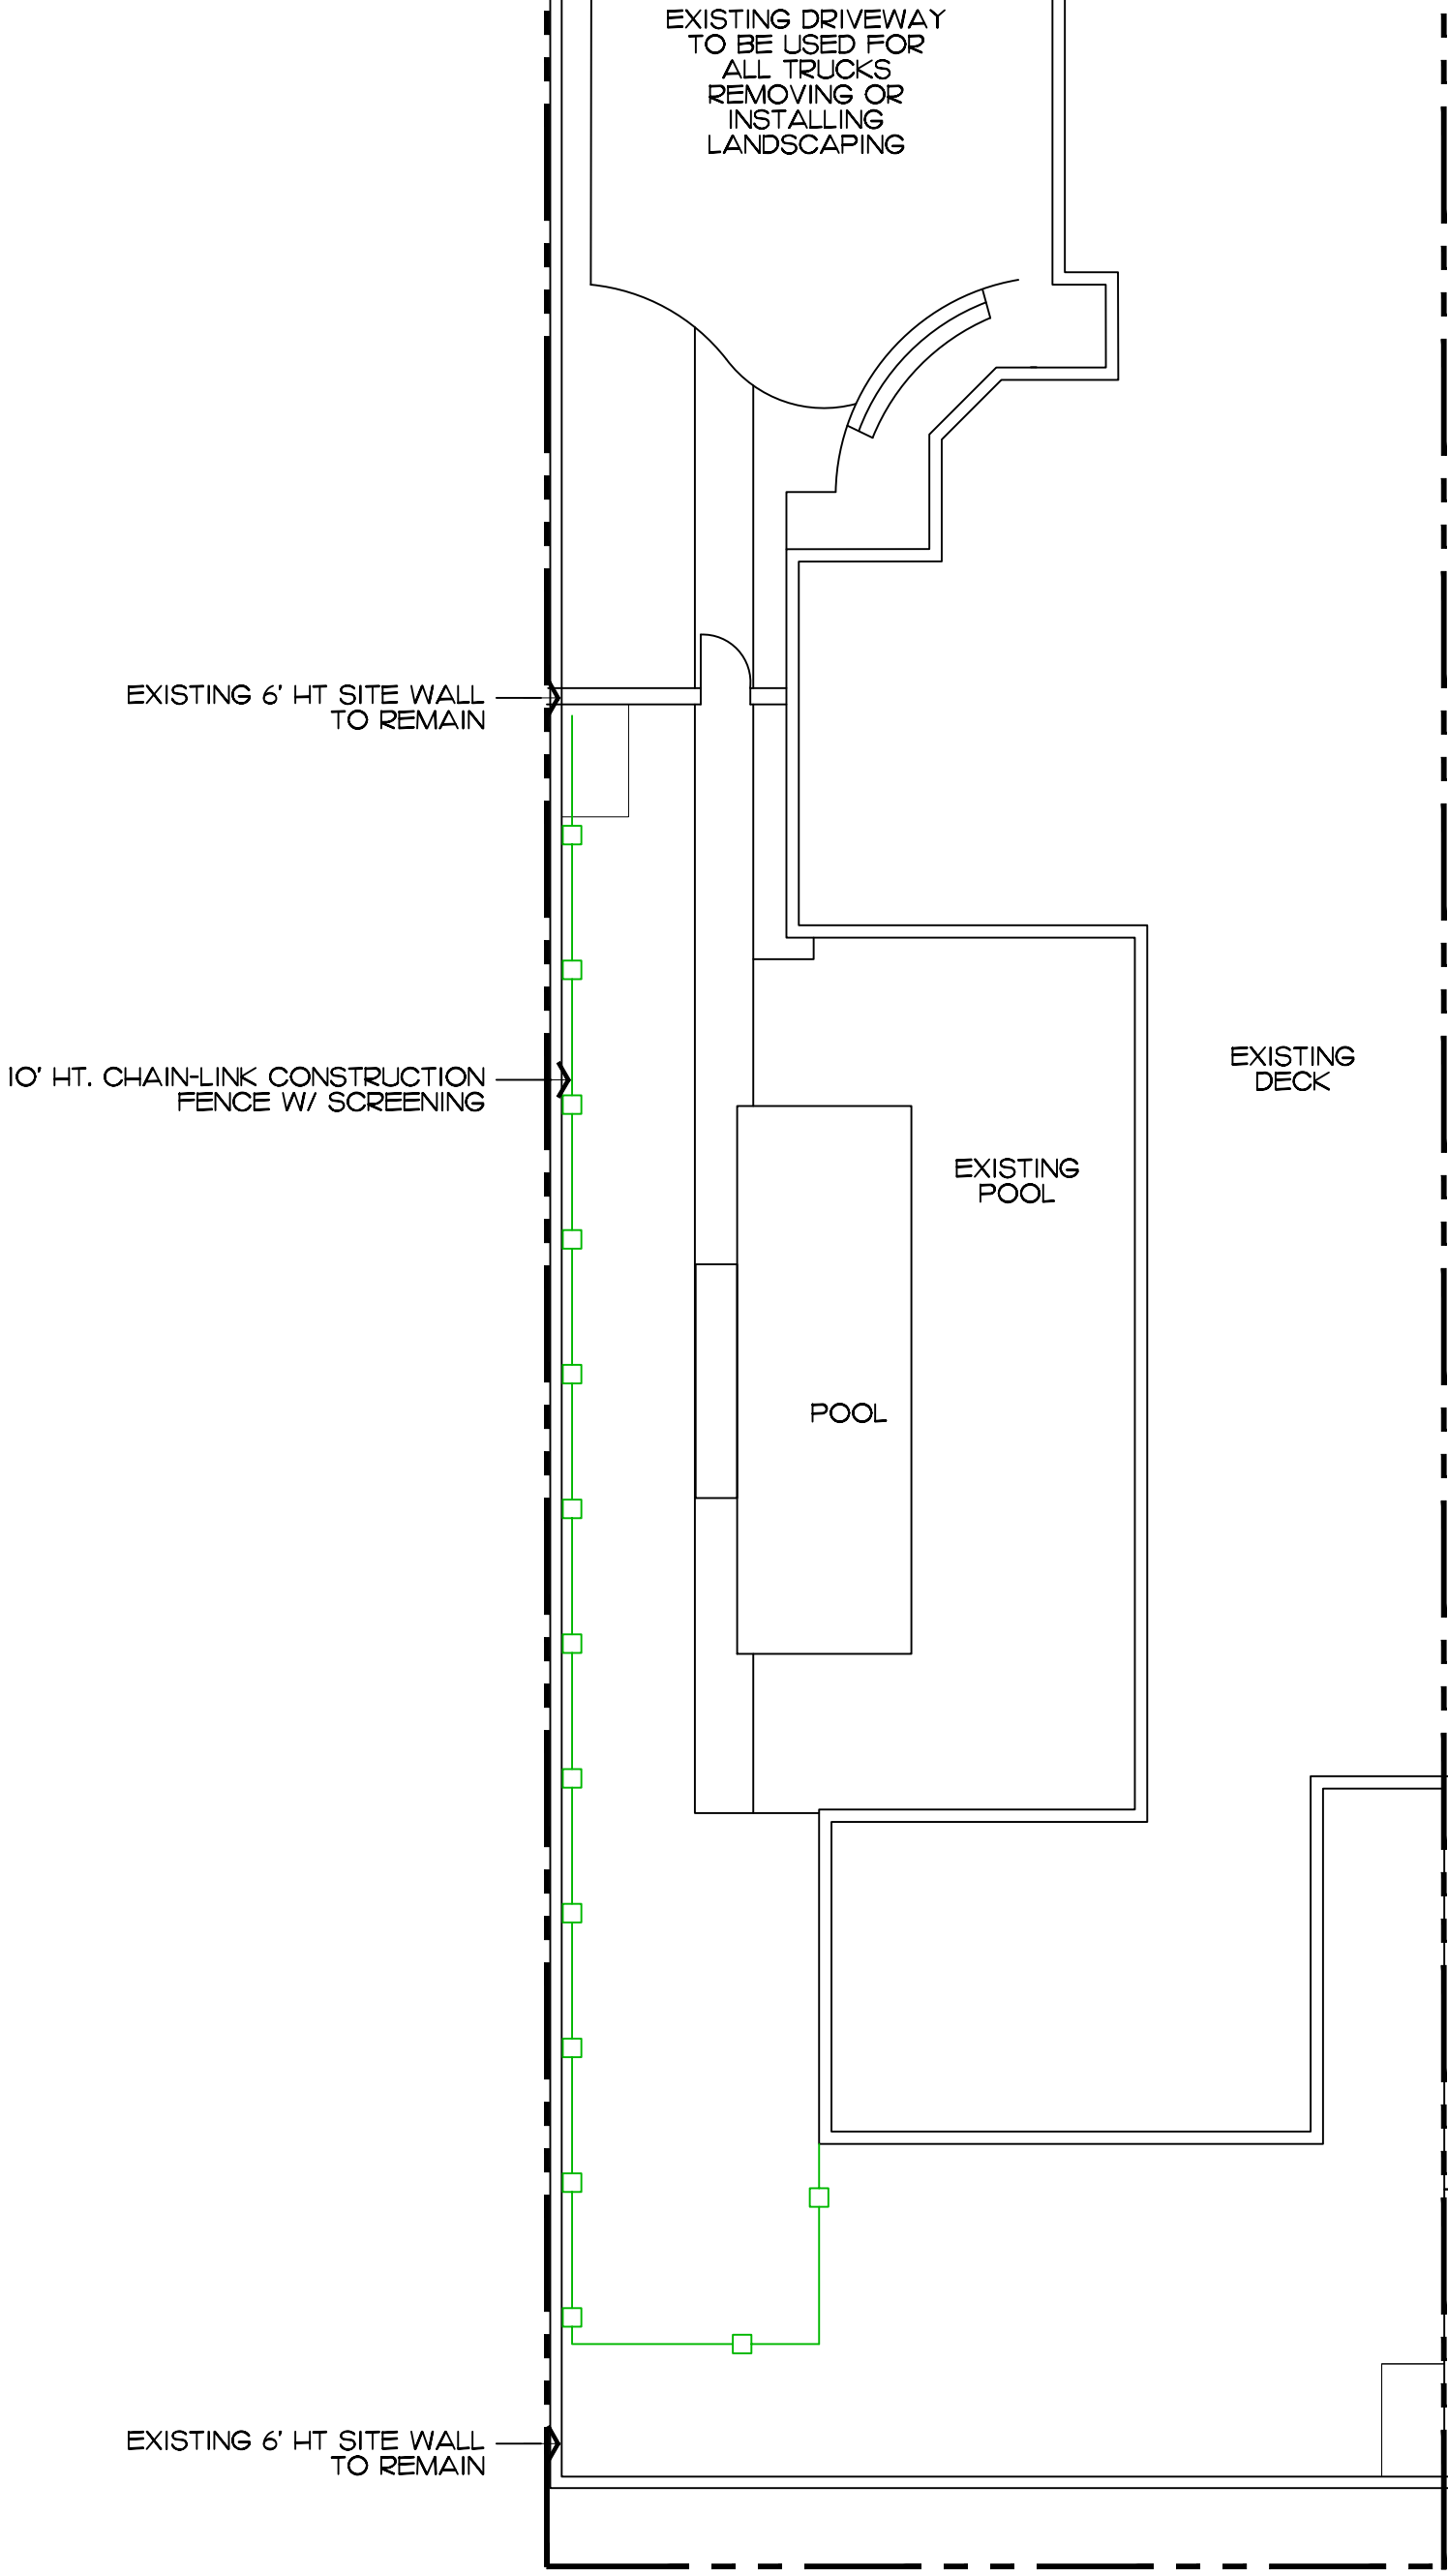 EXISTING DRIVEWAY
TO BE USED FOR
ALL TRUCKS
REMOVING OR
INSTALLING
LANDSCAPING
EXISTING 6' HT SITE WALL
TO REMAIN
10' HT. CHAIN-LINK CONSTRUCTION
FENCE W/ SCREENING
EXISTING
DECK
EXISTING
POOL
POOL
EXISTING 6' HT SITE WALL
TO REMAIN